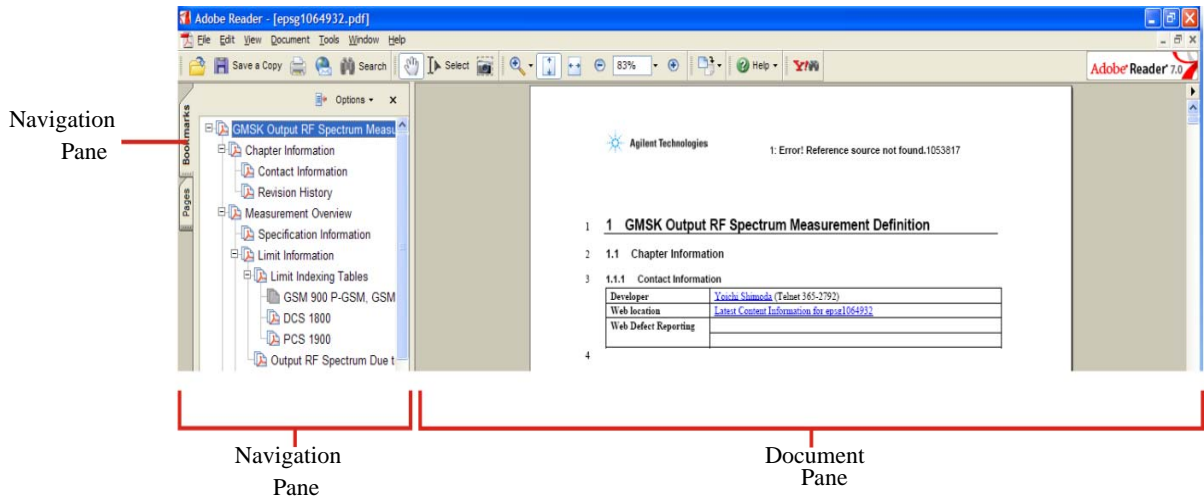 Adobe Reader - [epsg1064932.pdf]
File Edit View Document Tools Window Help
Save a Copy Search Select 83% Help Y! Adobe Reader 7.0
Navigation
Pane
Bookmarks
Pages
Options x
GMSK Output RF Spectrum Measu
Chapter Information
Contact Information
Revision History
Measurement Overview
Specification Information
Limit Information
Limit Indexing Tables
GSM 900 P-GSM, GSM
DCS 1800
PCS 1900
Output RF Spectrum Due t
Agilent Technologies
1: Error! Reference source not found.1053817
1 1 GMSK Output RF Spectrum Measurement Definition
2 1.1 Chapter Information
3 1.1.1 Contact Information
Developer Yoichi Shimoda (Telnet 365-2792)
Web location Latest Content Information for epsg1064932
Web Defect Reporting
4
Navigation
Pane
Document
Pane